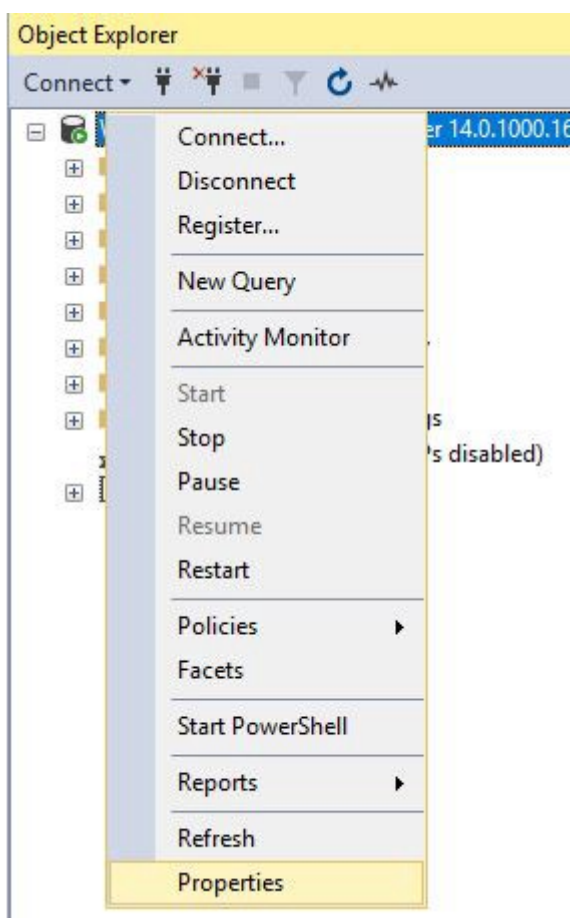 Object Explorer
Connect
er 14.0.1000.16
Connect...
Disconnect
Register...
New Query
Activity Monitor
Start
gs
Stop
's disabled)
Pause
Resume
Restart
Policies
Facets
Start PowerShell
Reports
Refresh
Properties